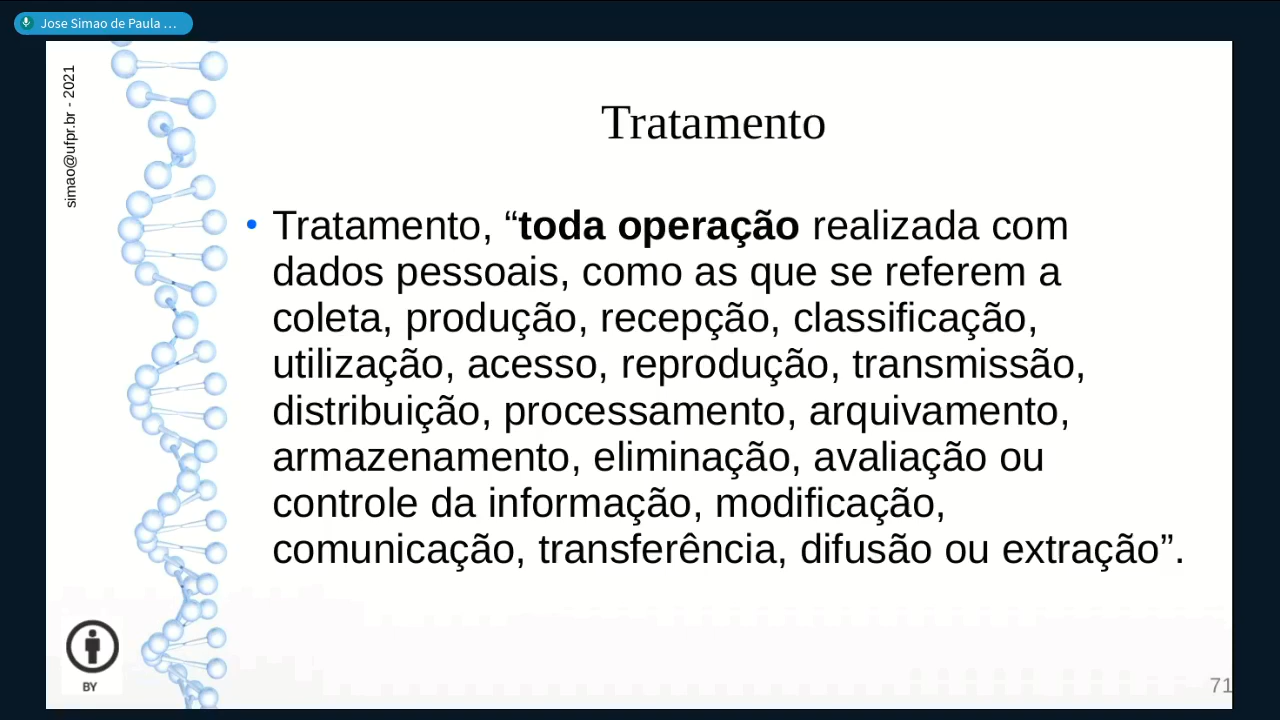 Jose Simao de Paula ...
simao@ufpr.br - 2021
Tratamento
• Tratamento, “toda operação realizada com
dados pessoais, como as que se referem a
coleta, produção, recepção, classificação,
utilização, acesso, reprodução, transmissão,
distribuição, processamento, arquivamento,
armazenamento, eliminação, avaliação ou
controle da informação, modificação,
comunicação, transferência, difusão ou extração”.
BY
71